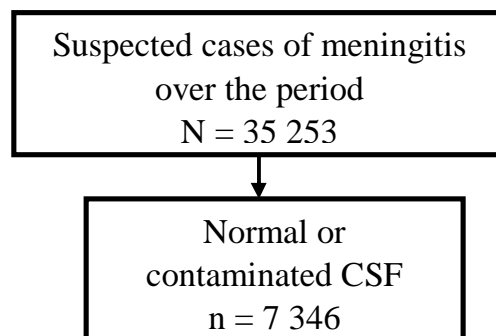 Suspected cases of meningitis
over the period
N = 35 253
Normal or
contaminated CSF
n = 7 346